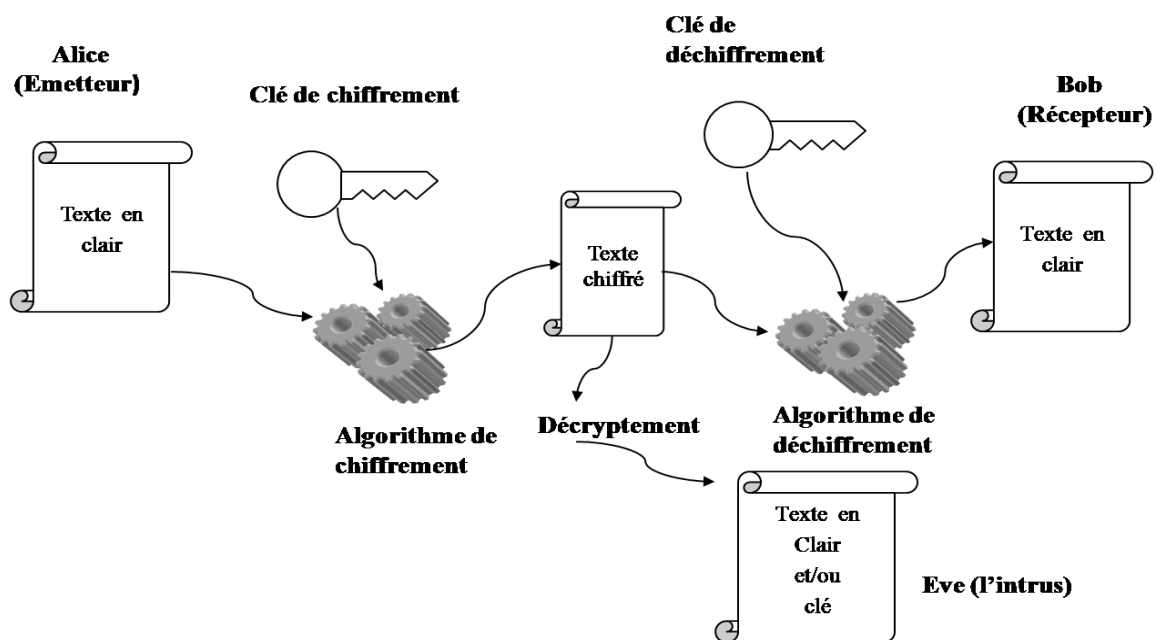 Alice
(Emetteur)
Clé de chiffrement
Clé de
déchiffrement
Bob
(Récepteur)
Texte en
clair
Texte
chiffré
Texte en
clair
Algorithme de
chiffrement
Décryptement
Algorithme de
déchiffrement
Texte en
Clair
et/ou
clé
Eve (l'intrus)